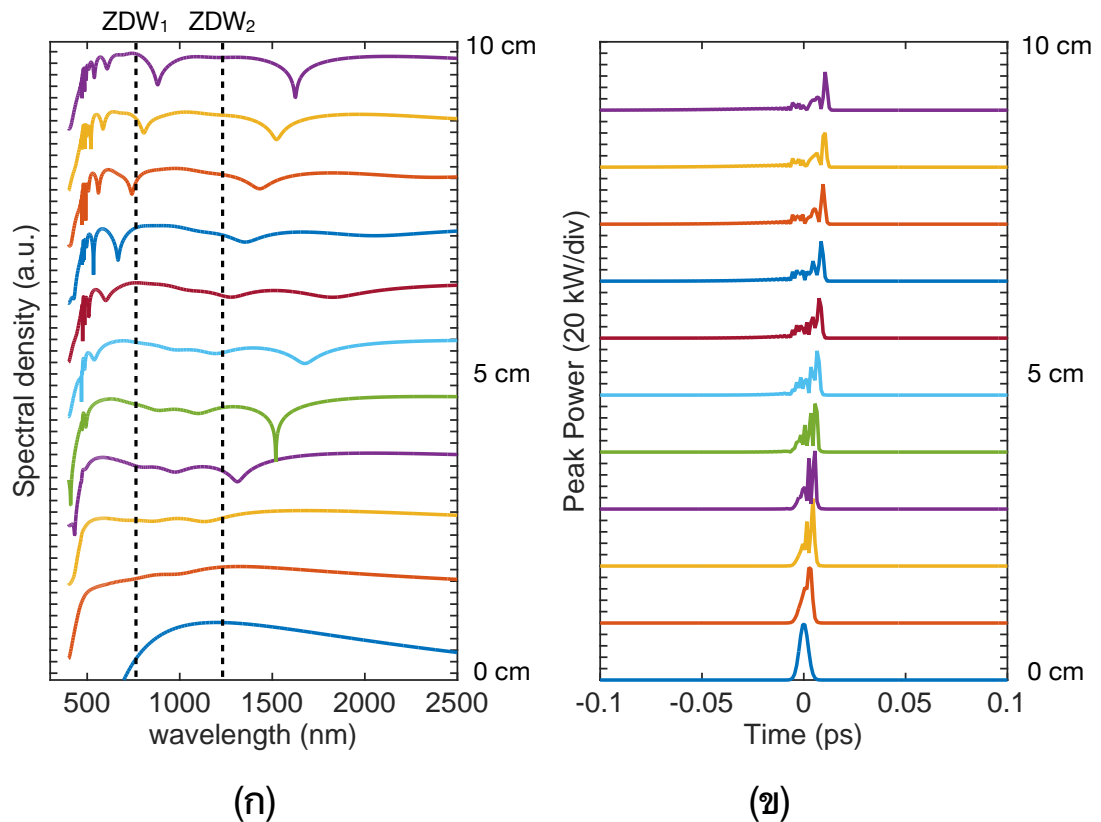 ZDW₁ ZDW₂
10 cm
5 cm
0 cm
Spectral density (a.u.)
500 1000 1500 2000 2500
wavelength (nm)
(ก)
10 cm
5 cm
0 cm
Peak Power (20 kW/div)
-0.1 -0.05 0 0.05 0.1
Time (ps)
(ข)